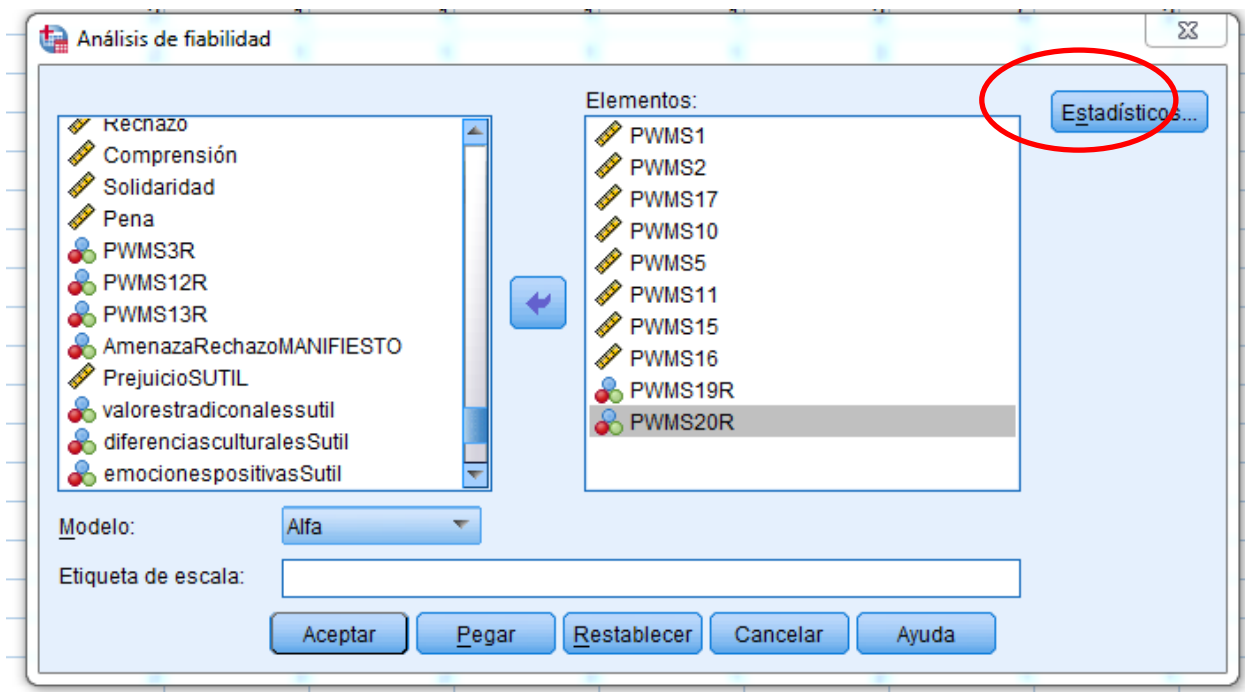 Análisis de fiabilidad
Elementos:
Estadísticos...
Rechazo
Comprensión
Solidaridad
Pena
PWMS3R
PWMS12R
PWMS13R
AmenazaRechazoMANIFIESTO
PrejuicioSUTIL
valorestradiconalessutil
diferenciasculturalesSutil
emocionespositivasSutil
PWMS1
PWMS2
PWMS17
PWMS10
PWMS5
PWMS11
PWMS15
PWMS16
PWMS19R
PWMS20R
Modelo:
Alfa
Etiqueta de escala:
Aceptar
Pegar
Restablecer
Cancelar
Ayuda